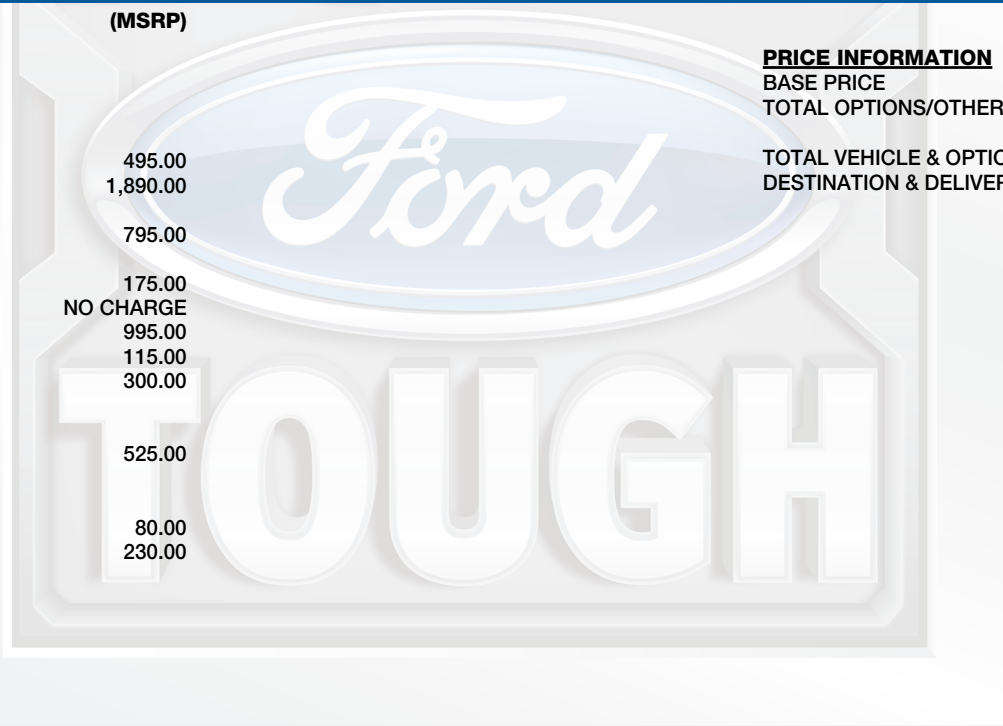 (MSRP)
495.00
1,890.00
795.00
175.00
NO CHARGE
995.00
115.00
300.00
525.00
80.00
230.00
PRICE INFORMATION
BASE PRICE
TOTAL OPTIONS/OTHER
TOTAL VEHICLE & OPTIO
DESTINATION & DELIVER
Ford
TOUGH